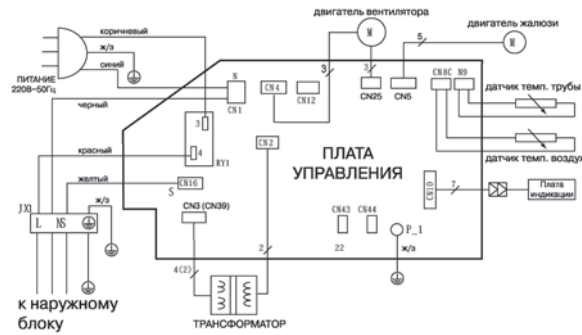 двигатель вентилятора
коричневый
двигатель жалюзи
M
M
5
ж/з
3
3
ПИТАНИЕ
220В~50Гц
синий
N
CN1
CN4
CN12
CN25
CN5
CN8C
N9
датчик темп. трубы
черный
3
4
RY1
CN2
ПЛАТА
УПРАВЛЕНИЯ
датчик темп. воздуха
красный
желтый
S
CN16
CN10
7
Плата
индикации
JX1
L
NS
ж/з
CN3 (CN39)
CN43
CN44
P_1
22
ж/з
4(2)
2
к наружному
блоку
ТРАНСФОРМАТОР